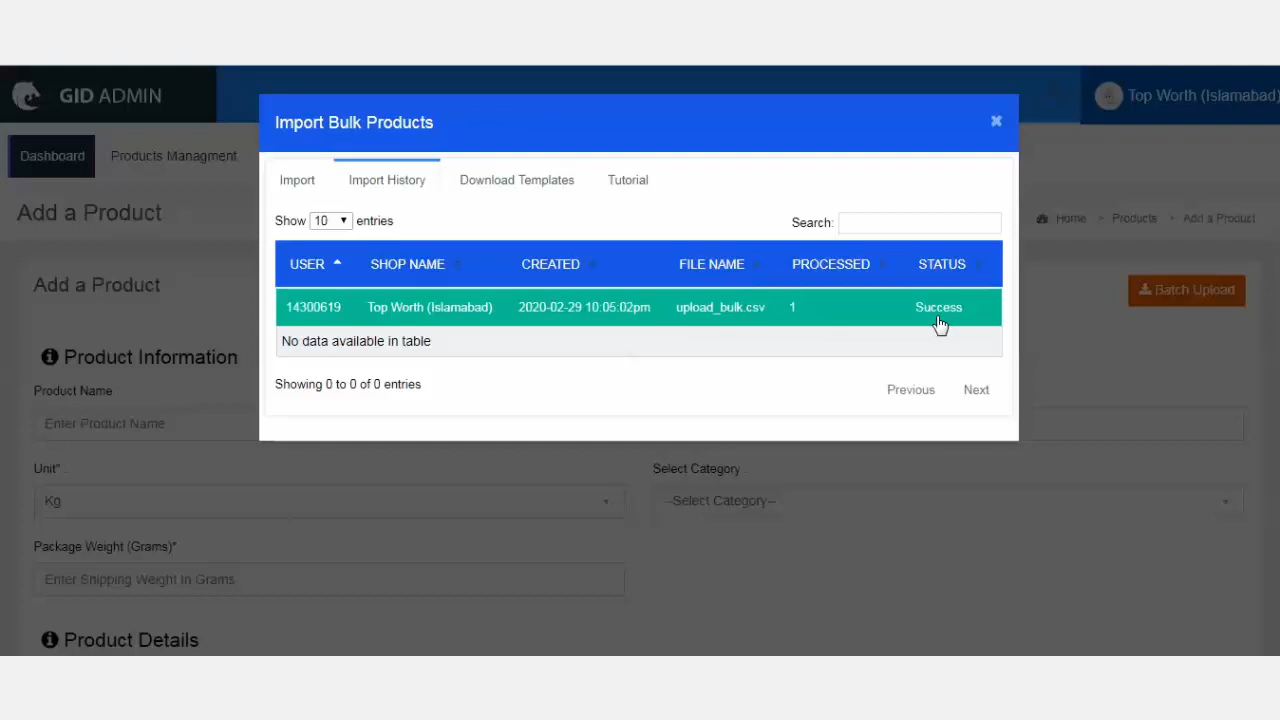 GID ADMIN
Top Worth (Islamabad)
Import Bulk Products
Dashboard
Products Managment
Import
Import History
Download Templates
Tutorial
Add a Product
Home > Products > Add a Product
Show 10 entries
Search:
USER SHOP NAME CREATED FILE NAME PROCESSED STATUS
14300619 Top Worth (Islamabad) 2020-02-29 10:05:02pm upload_bulk.csv 1 Success
No data available in table
Showing 0 to 0 of 0 entries
Previous
Next
Add a Product
Batch Upload
Product Information
Product Name
Enter Product Name
Unit*
Select Category
Kg
--Select Category--
Package Weight (Grams)*
Enter Shipping Weight In Grams
Product Details